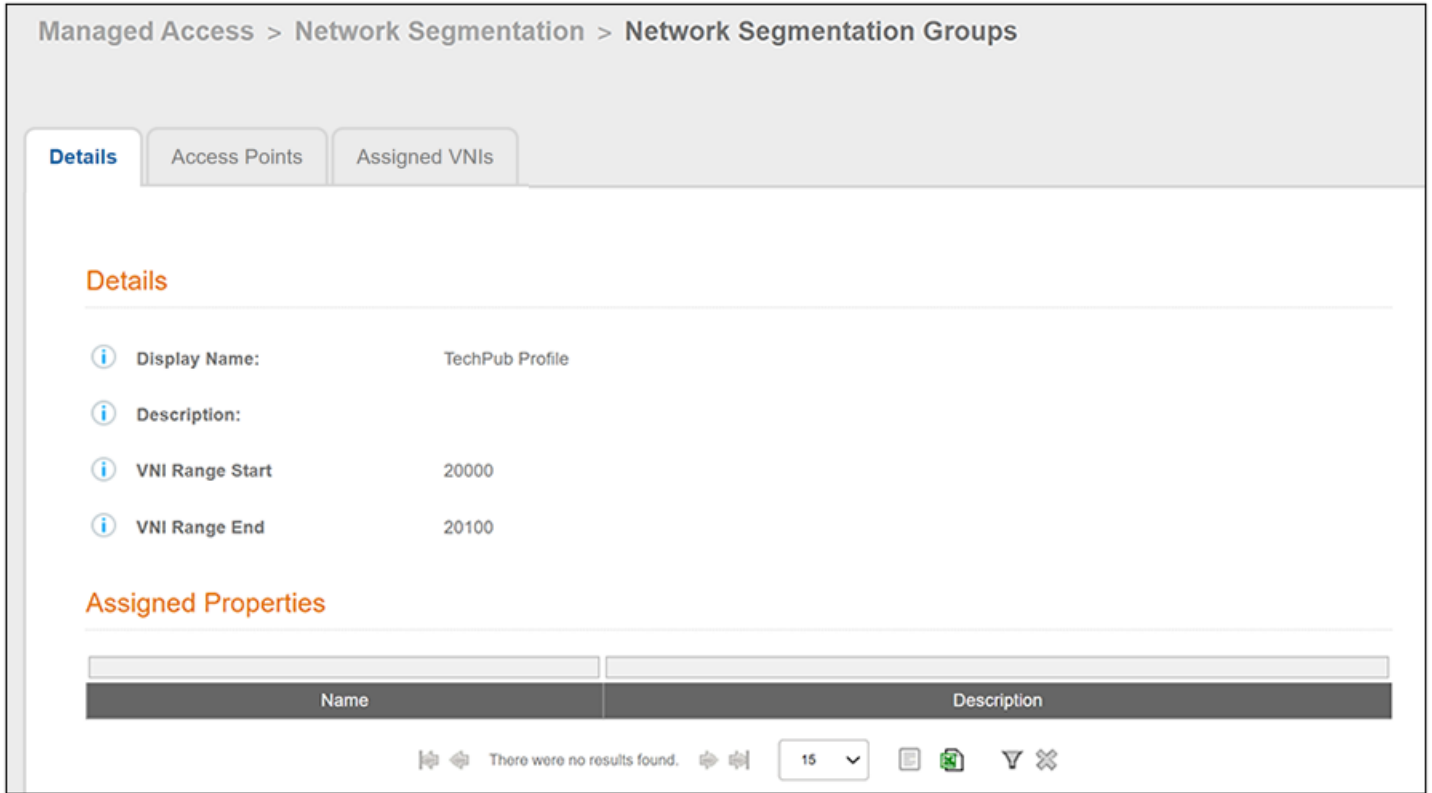 Managed Access > Network Segmentation > Network Segmentation Groups
Details Access Points Assigned VNIs
Details
Display Name: TechPub Profile
Description:
VNI Range Start 20000
VNI Range End 20100
Assigned Properties
Name Description
There were no results found. 15